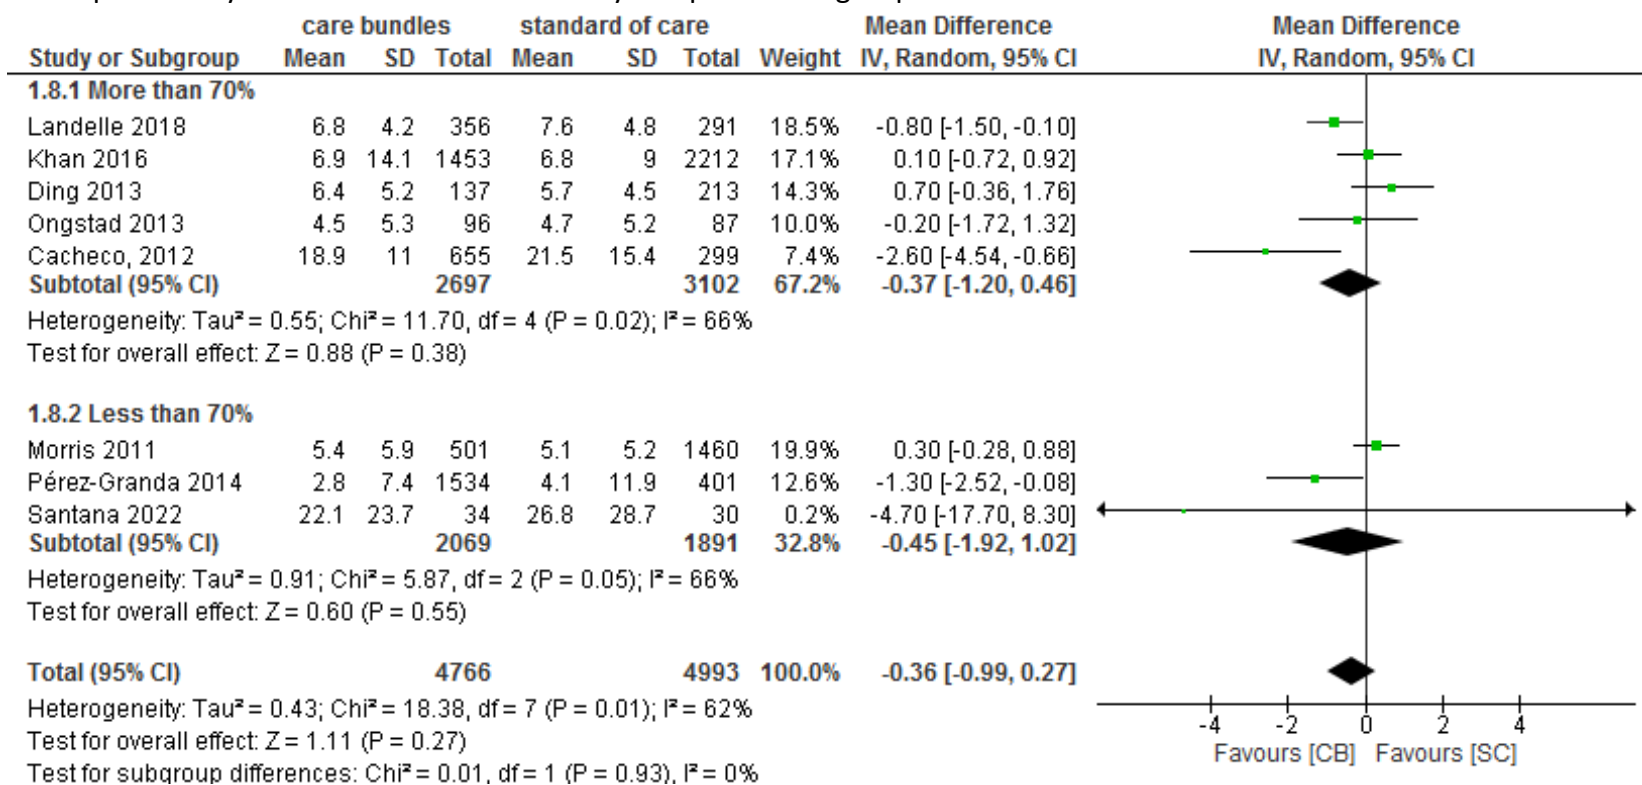 care bundles standard of care Mean Difference Mean Difference
Study or Subgroup Mean SD Total Mean SD Total Weight IV, Random, 95% CI IV, Random, 95% CI
1.8.1 More than 70%
Landelle 2018 6.8 4.2 356 7.6 4.8 291 18.5% -0.80 [-1.50, -0.10]
Khan 2016 6.9 14.1 1453 6.8 9 2212 17.1% 0.10 [-0.72, 0.92]
Ding 2013 6.4 5.2 137 5.7 4.5 213 14.3% 0.70 [-0.36, 1.76]
Ongstad 2013 4.5 5.3 96 4.7 5.2 87 10.0% -0.20 [-1.72, 1.32]
Cacheco, 2012 18.9 11 655 21.5 15.4 299 7.4% -2.60 [-4.54, -0.66]
Subtotal (95% CI) 2697 3102 67.2% -0.37 [-1.20, 0.46]
Heterogeneity: Tau² = 0.55; Chi² = 11.70, df = 4 (P = 0.02); I² = 66%
Test for overall effect: Z = 0.88 (P = 0.38)
1.8.2 Less than 70%
Morris 2011 5.4 5.9 501 5.1 5.2 1460 19.9% 0.30 [-0.28, 0.88]
Pérez-Granda 2014 2.8 7.4 1534 4.1 11.9 401 12.6% -1.30 [-2.52, -0.08]
Santana 2022 22.1 23.7 34 26.8 28.7 30 0.2% -4.70 [-17.70, 8.30]
Subtotal (95% CI) 2069 1891 32.8% -0.45 [-1.92, 1.02]
Heterogeneity: Tau² = 0.91; Chi² = 5.87, df = 2 (P = 0.05); I² = 66%
Test for overall effect: Z = 0.60 (P = 0.55)
Total (95% CI) 4766 4993 100.0% -0.36 [-0.99, 0.27]
Heterogeneity: Tau² = 0.43; Chi² = 18.38, df = 7 (P = 0.01); I² = 62%
Test for overall effect: Z = 1.11 (P = 0.27)
Test for subgroup differences: Chi² = 0.01, df = 1 (P = 0.93), I² = 0%
-4 -2 0 2 4
Favours [CB] Favours [SC]